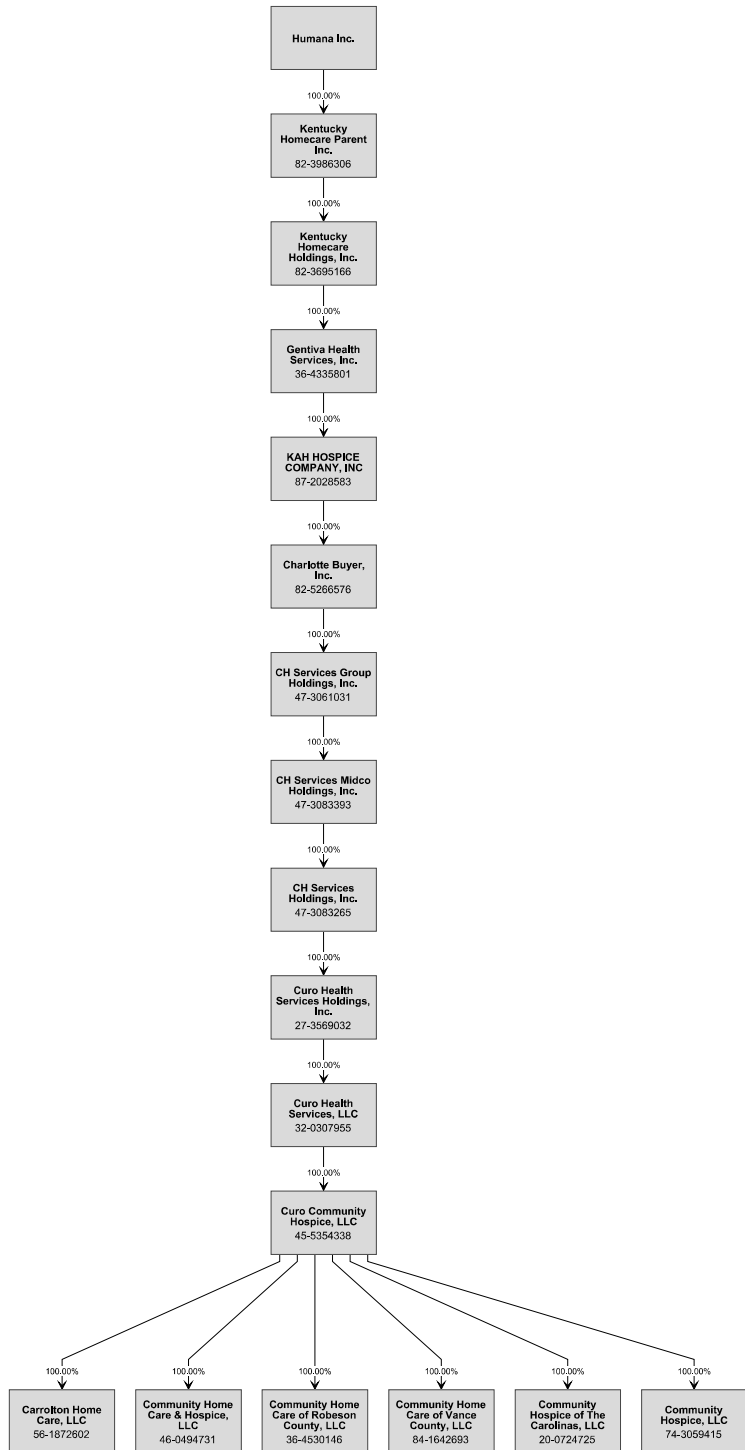 Humana Inc.
100.00%
Kentucky
Homecare Parent
Inc.
82-3986306
100.00%
Kentucky
Homecare
Holdings, Inc.
82-3695166
100.00%
Gentiva Health
Services, Inc.
36-4335801
100.00%
KAH HOSPICE
COMPANY, INC
87-2028583
100.00%
Charlotte Buyer,
Inc.
82-5266576
100.00%
CH Services Group
Holdings, Inc.
47-3061031
100.00%
CH Services Midco
Holdings, Inc.
47-3083393
100.00%
CH Services
Holdings, Inc.
47-3083265
100.00%
Curo Health
Services Holdings,
Inc.
27-3569032
100.00%
Curo Health
Services, LLC
32-0307955
100.00%
Curo Community
Hospice, LLC
45-5354338
100.00%
Carrolton Home
Care, LLC
56-1872602
100.00%
Community Home
Care & Hospice,
LLC
46-0494731
100.00%
Community Home
Care of Robeson
County, LLC
36-4530146
100.00%
Community Home
Care of Vance
County, LLC
84-1642693
100.00%
Community
Hospice of The
Carolinas, LLC
20-0724725
100.00%
Community
Hospice, LLC
74-3059415